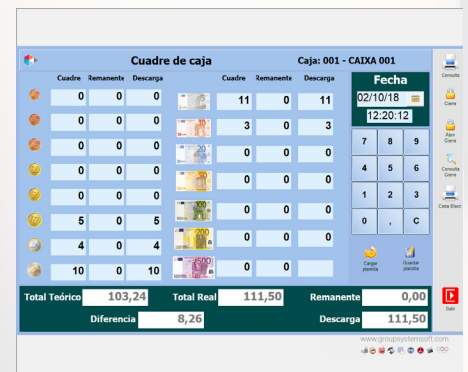 Cuadre de caja Caja: 001 - CAIXA 001
Cuadre Remanente Descarga Cuadre Remanente Descarga Fecha
0 0 0 11 0 11 02/10/18
0 0 0 3 0 3 12:20:12
0 0 0 0 0 0 7 8 9
0 0 0 0 0 0 4 5 6
0 0 0 0 0 0 1 2 3
5 0 5 0 0 0 0 . C
4 0 4 0 0 0
10 0 10 0 0
Cargar plantilla Guardar plantilla
Consulta
Cierre
Abrir Cierre
Consulta Cierre
Carta Elect
Salir
Total Teórico 103,24 Total Real 111,50 Remanente 0,00
Diferencia 8,26 Descarga 111,50
www.groupsystemsoft.com